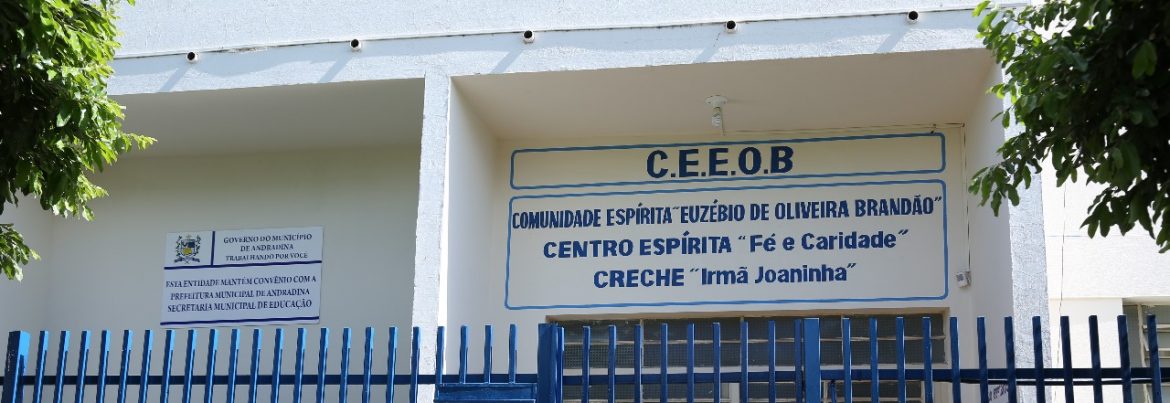 C.E.E.O.B
COMUNIDADE ESPÍRITA "EUZÉBIO DE OLIVEIRA BRANDÃO"
CENTRO ESPÍRITA "Fé e Caridade"
CRECHE "Irmã Joaninha"
GOVERNO DO MUNICÍPIO
DE ANDRADINA
TRABALHANDO POR VOCÊ
ESTA ENTIDADE MANTÉM CONVÊNIO COM A
PREFEITURA MUNICIPAL DE ANDRADINA
SECRETARIA MUNICIPAL DE EDUCAÇÃO